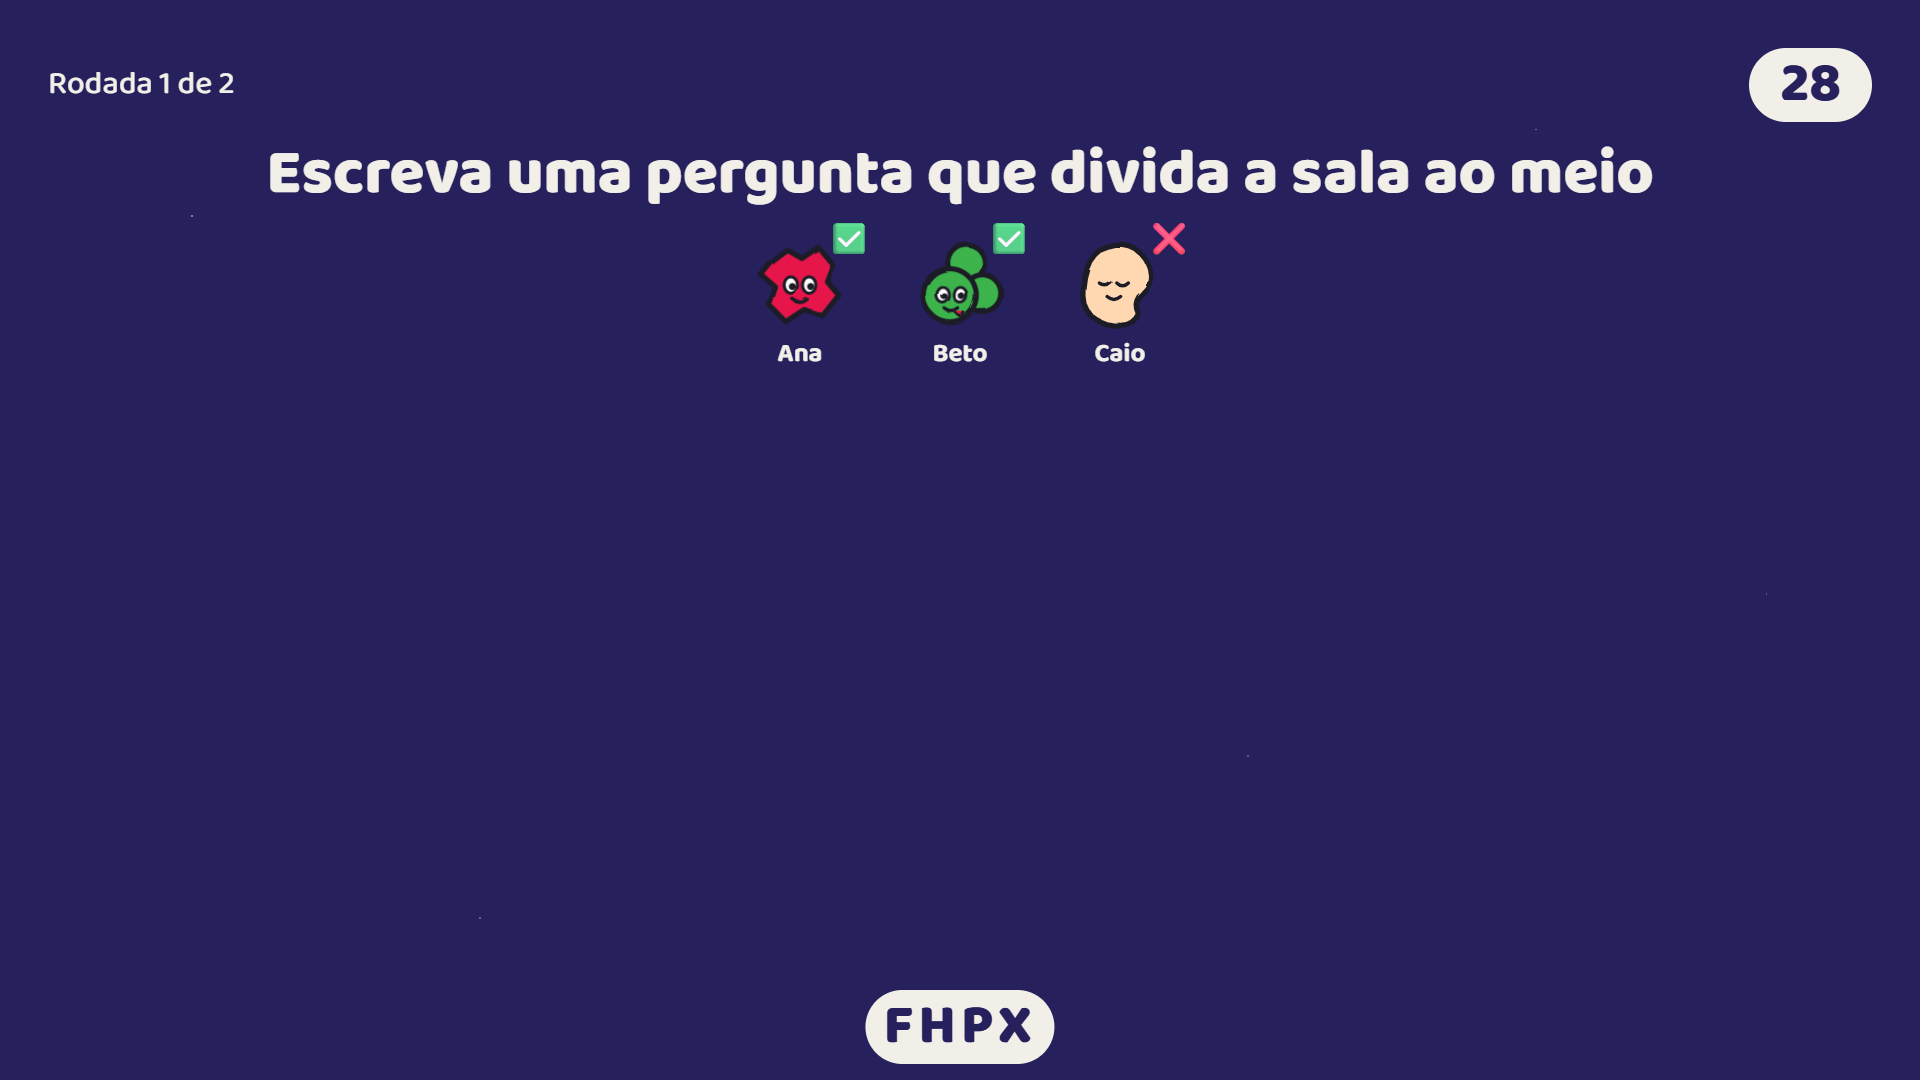 Rodada 1 de 2
28
Escreva uma pergunta que divida a sala ao meio
Ana
Beto
Caio
FHPX